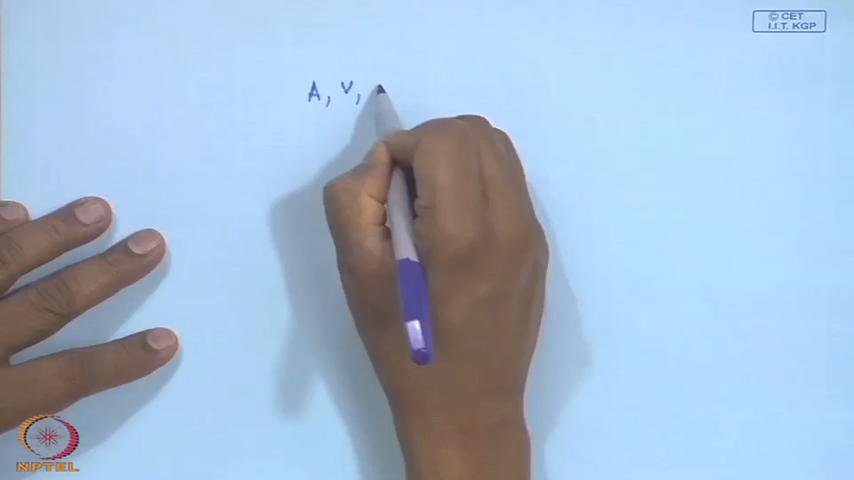 © CET
I.I.T. KGP
A, V,
NPTEL